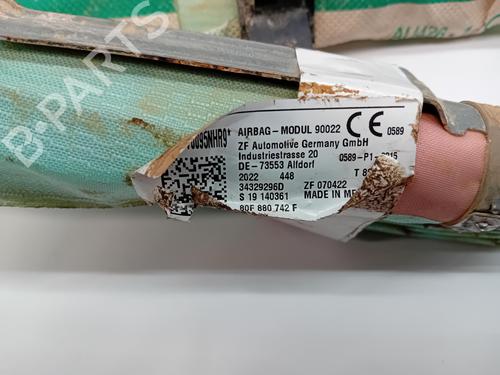 AIRBAG - MODUL 90022 CE 0589
ZF Automotive Germany GmbH
Industriestrasse 20 0589-P1-
DE - 73553 Alfdorf
2022 448
34329296D ZF 070422
S 19 140361 MADE IN
80F 880 742 F
B-PARTS